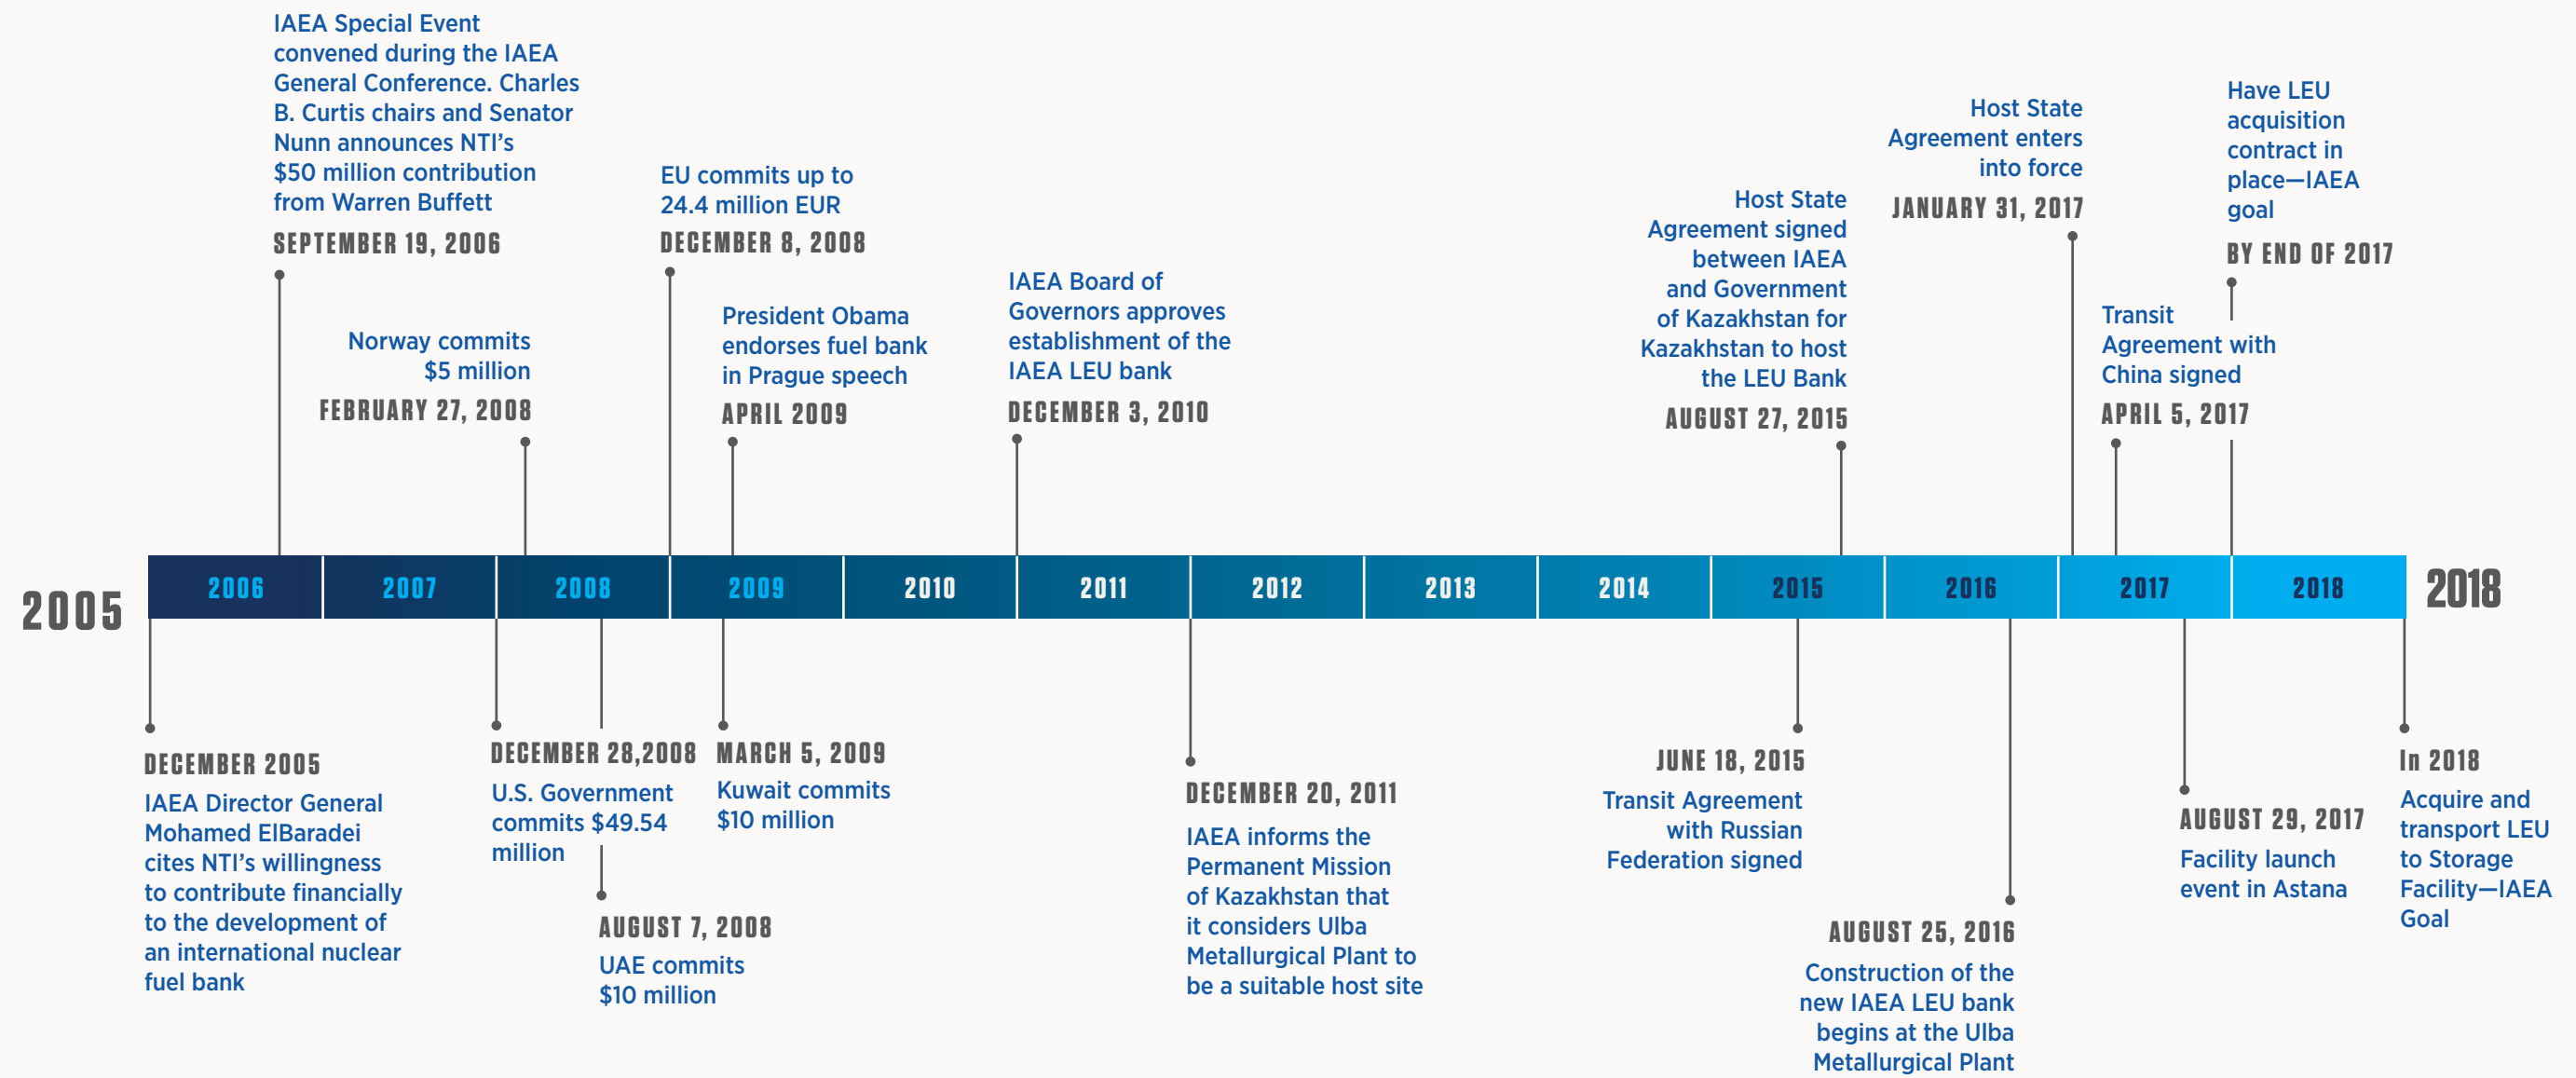 IAEA Special Event
convened during the IAEA
General Conference. Charles
B. Curtis chairs and Senator
Nunn announces NTI’s
$50 million contribution
from Warren Buffett
SEPTEMBER 19, 2006
Norway commits
$5 million
FEBRUARY 27, 2008
EU commits up to
24.4 million EUR
DECEMBER 8, 2008
President Obama
endorses fuel bank
in Prague speech
APRIL 2009
IAEA Board of
Governors approves
establishment of the
IAEA LEU bank
DECEMBER 3, 2010
Host State
Agreement signed
between IAEA
and Government
of Kazakhstan for
Kazakhstan to host
the LEU Bank
AUGUST 27, 2015
Host State
Agreement enters
into force
JANUARY 31, 2017
Transit
Agreement with
China signed
APRIL 5, 2017
Have LEU
acquisition
contract in
place—IAEA
goal
BY END OF 2017
2005
2006
2007
2008
2009
2010
2011
2012
2013
2014
2015
2016
2017
2018
2018
DECEMBER 2005
IAEA Director General
Mohamed ElBaradei
cites NTI’s willingness
to contribute financially
to the development of
an international nuclear
fuel bank
DECEMBER 28,2008
U.S. Government
commits $49.54
million
AUGUST 7, 2008
UAE commits
$10 million
MARCH 5, 2009
Kuwait commits
$10 million
DECEMBER 20, 2011
IAEA informs the
Permanent Mission
of Kazakhstan that
it considers Ulba
Metallurgical Plant to
be a suitable host site
JUNE 18, 2015
Transit Agreement
with Russian
Federation signed
AUGUST 25, 2016
Construction of the
new IAEA LEU bank
begins at the Ulba
Metallurgical Plant
AUGUST 29, 2017
Facility launch
event in Astana
In 2018
Acquire and
transport LEU
to Storage
Facility—IAEA
Goal